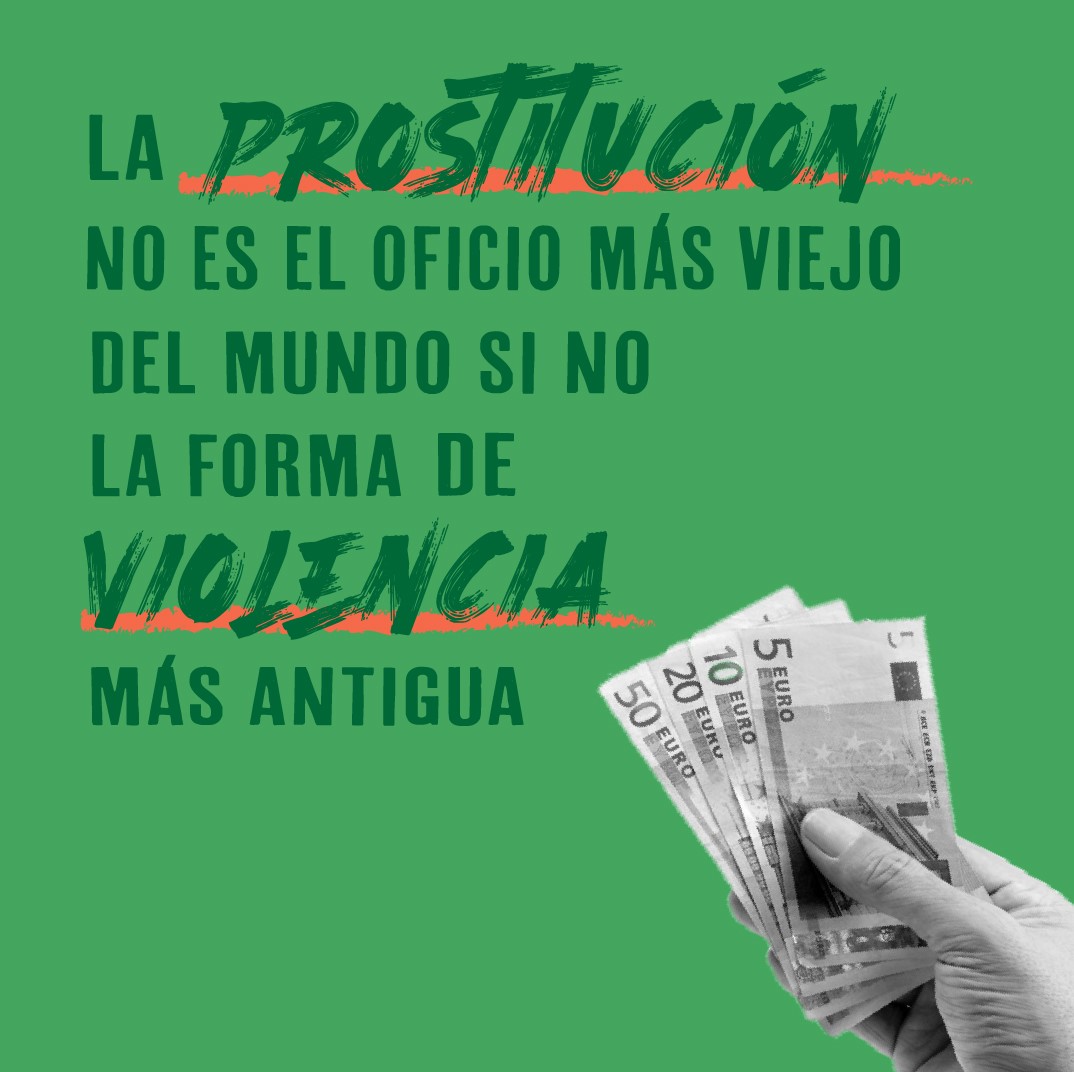 LA PROSTITUCIÓN
NO ES EL OFICIO MÁS VIEJO
DEL MUNDO SI NO
LA FORMA DE
VIOLENCIA
MÁS ANTIGUA
50 EURO
20 EURO
10 EURO
5 EURO
5